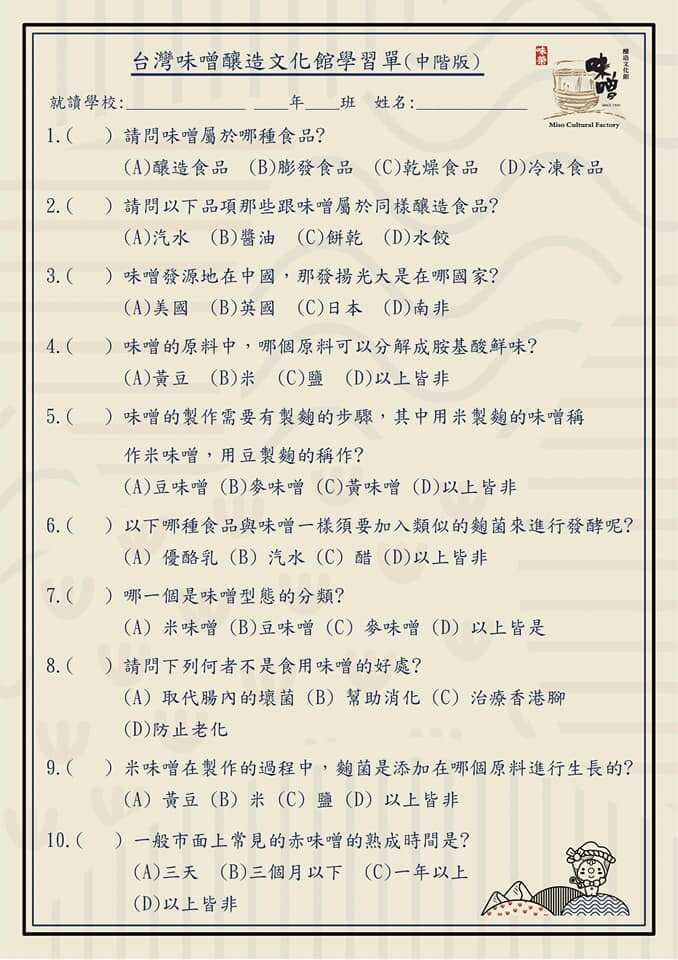 台灣味噌釀造文化館學習單(中階版)
味榮
味噌
釀造文化館
SINCE 1950
Miso Cultural Factory
就讀學校:____________ ___年___班 姓名:___________
1.( )請問味噌屬於哪種食品?
(A)釀造食品 (B)膨發食品 (C)乾燥食品 (D)冷凍食品
2.( )請問以下品項那些跟味噌屬於同樣釀造食品?
(A)汽水 (B)醬油 (C)餅乾 (D)水餃
3.( )味噌發源地在中國,那發揚光大是在哪國家?
(A)美國 (B)英國 (C)日本 (D)南非
4.( )味噌的原料中,哪個原料可以分解成胺基酸鮮味?
(A)黃豆 (B)米 (C)鹽 (D)以上皆非
5.( )味噌的製作需要有製麴的步驟,其中用米製麴的味噌稱
作米味噌,用豆製麴的稱作?
(A)豆味噌 (B)麥味噌 (C)黃味噌 (D)以上皆非
6.( )以下哪種食品與味噌一樣須要加入類似的麴菌來進行發酵呢?
(A) 優酪乳 (B) 汽水 (C) 醋 (D)以上皆非
7.( )哪一個是味噌型態的分類?
(A) 米味噌 (B)豆味噌 (C) 麥味噌 (D) 以上皆是
8.( )請問下列何者不是食用味噌的好處?
(A) 取代腸內的壞菌 (B) 幫助消化 (C) 治療香港腳
(D)防止老化
9.( )米味噌在製作的過程中,麴菌是添加在哪個原料進行生長的?
(A) 黃豆 (B) 米 (C) 鹽 (D) 以上皆非
10.( )一般市面上常見的赤味噌的熟成時間是?
(A)三天 (B)三個月以下 (C)一年以上
(D)以上皆非